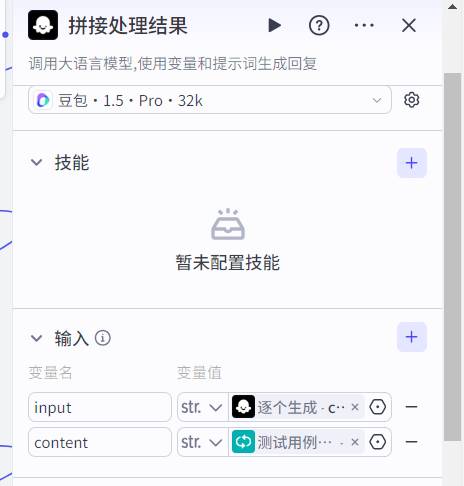 拼接处理结果
调用大语言模型,使用变量和提示词生成回复
豆包 · 1.5 · Pro · 32k
技能
暂未配置技能
输入
变量名 变量值
input str. 逐个生成 · c··
content str. 测试用例··· ·